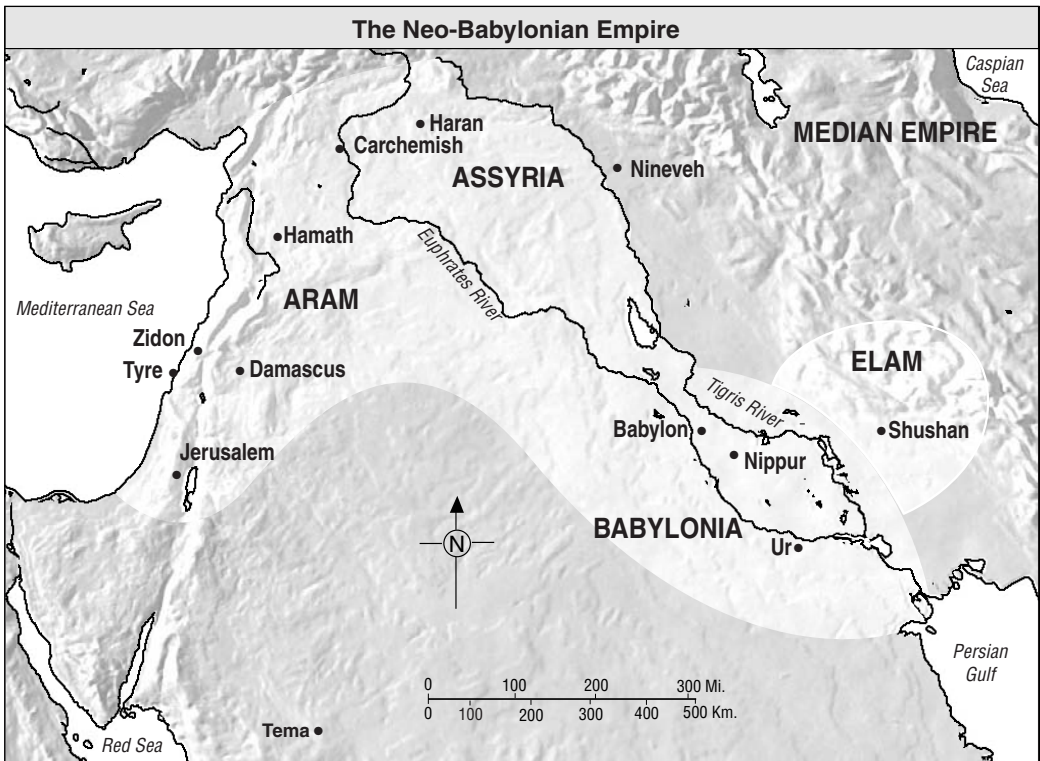 The Neo-Babylonian Empire
Caspian
Sea
MEDIAN EMPIRE
Haran
Carchemish
ASSYRIA
Nineveh
Hamath
Euphrates River
ARAM
Mediterranean Sea
Zidon
Tyre
Damascus
ELAM
Tigris River
Babylon
Shushan
Nippur
Jerusalem
BABYLONIA
N
Ur
Persian
Gulf
0 100 200 300 Mi.
0 100 200 300 400 500 Km.
Tema
Red Sea